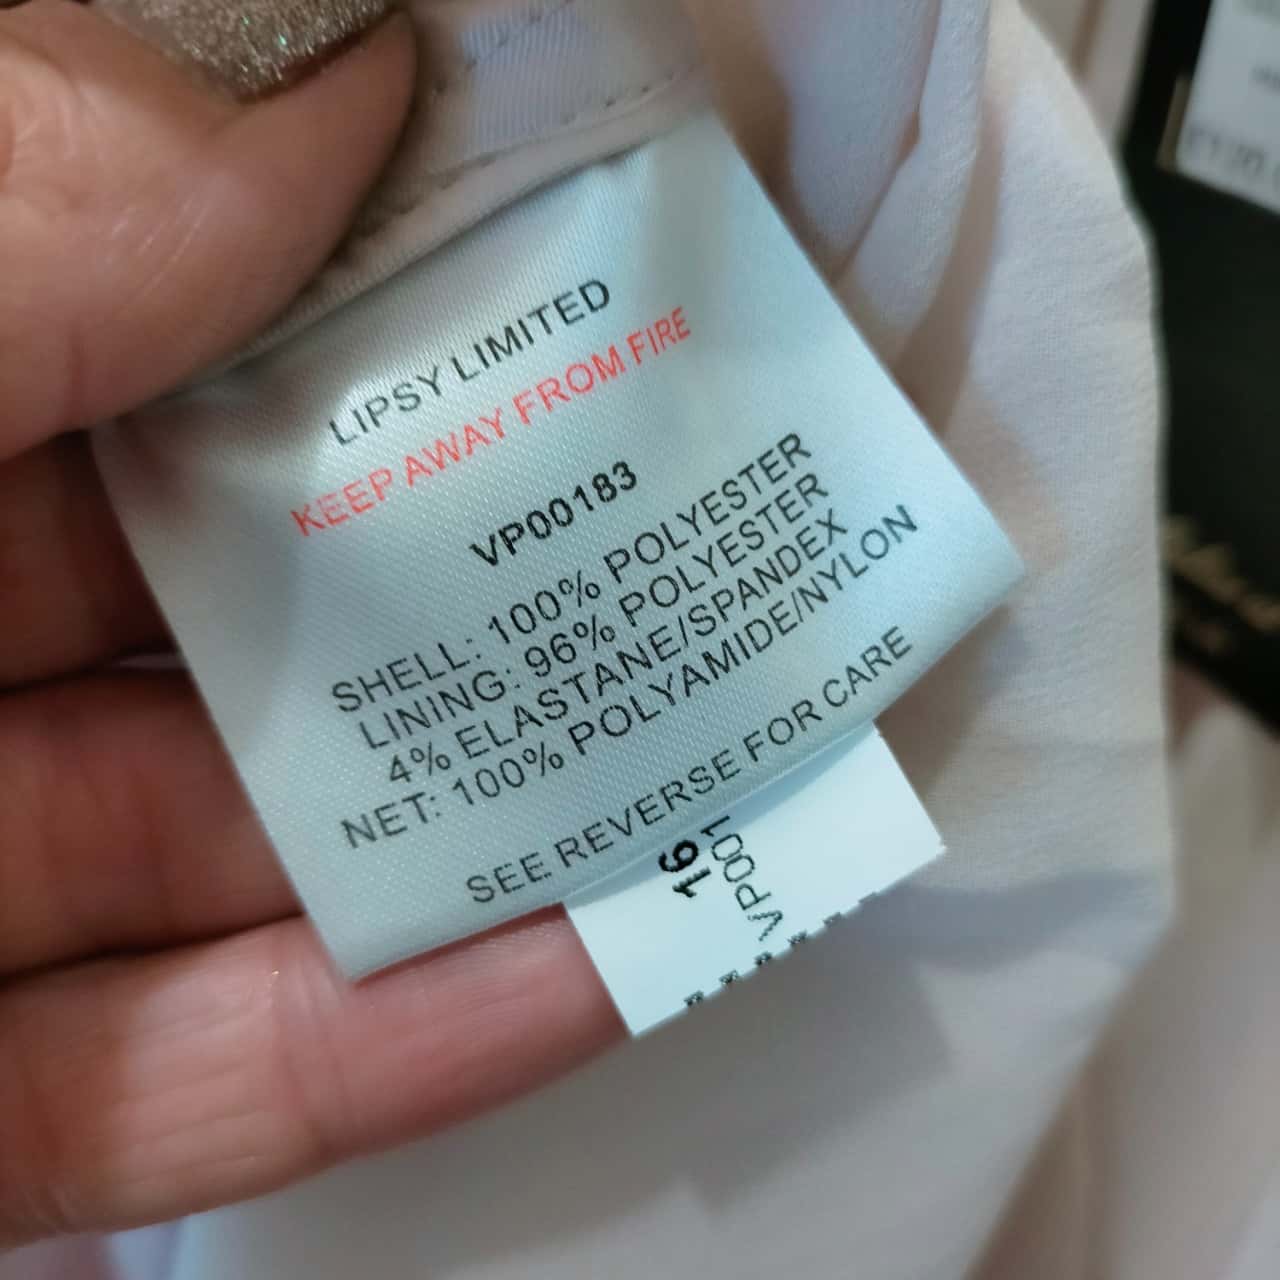 LIPSY LIMITED
KEEP AWAY FROM FIRE
VP00183
SHELL: 100% POLYESTER
LINING: 96% POLYESTER
4% ELASTANE/SPANDEX
NET: 100% POLYAMIDE/NYLON
SEE REVERSE FOR CARE
16
VP001